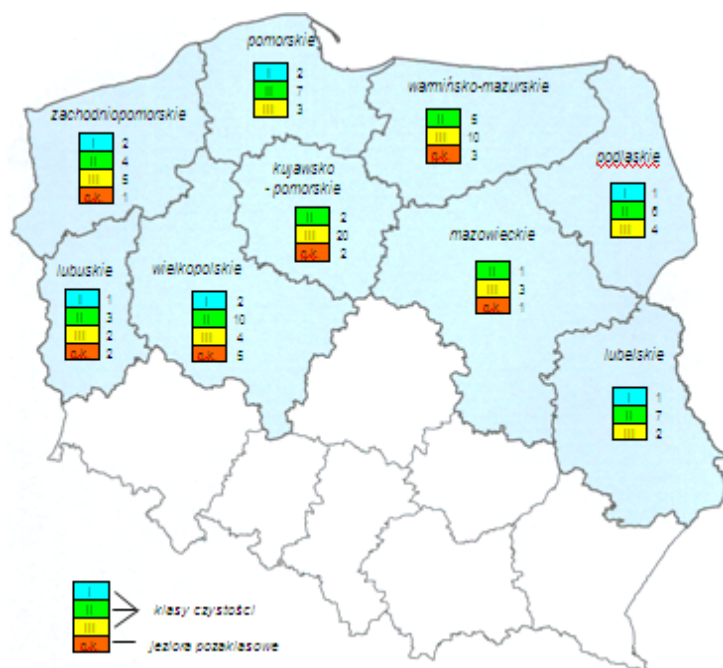 pomorskie
I 2
III 7
III 3
warmińsko-mazurskie
II 5
III 10
o.k. 3
zachodniopomorskie
I 2
II 4
III 5
o.k. 1
kujawsko
-pomorskie
II 2
III 20
o.k. 2
podlaskie
I 1
II 6
III 4
mazowieckie
II 1
III 3
o.k. 1
lubuskie
I 1
II 3
III 2
o.k. 2
wielkopolskie
I 2
II 10
III 4
o.k. 5
lubelskie
I 1
II 7
III 2
I
II
III
o.k.
klasy czystości
jeziora pozaklasowe